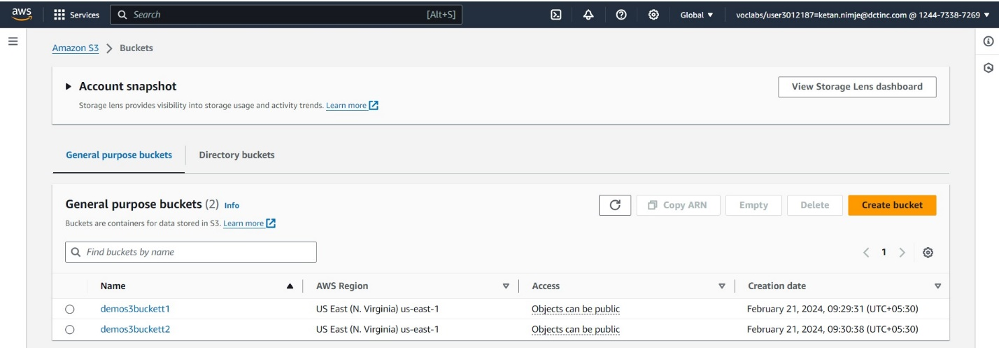 aws Services Search [Alt+S] Global ▼ voclabs/user3012187=ketan.nimje@dctinc.com @ 1244-7338-7269 ▼
Amazon S3 > Buckets
Account snapshot View Storage Lens dashboard
Storage lens provides visibility into storage usage and activity trends. Learn more
General purpose buckets Directory buckets
General purpose buckets (2) Info Copy ARN Empty Delete Create bucket
Buckets are containers for data stored in S3. Learn more
Find buckets by name < 1 >
Name AWS Region Access Creation date
demos3buckett1 US East (N. Virginia) us-east-1 Objects can be public February 21, 2024, 09:29:31 (UTC+05:30)
demos3buckett2 US East (N. Virginia) us-east-1 Objects can be public February 21, 2024, 09:30:38 (UTC+05:30)